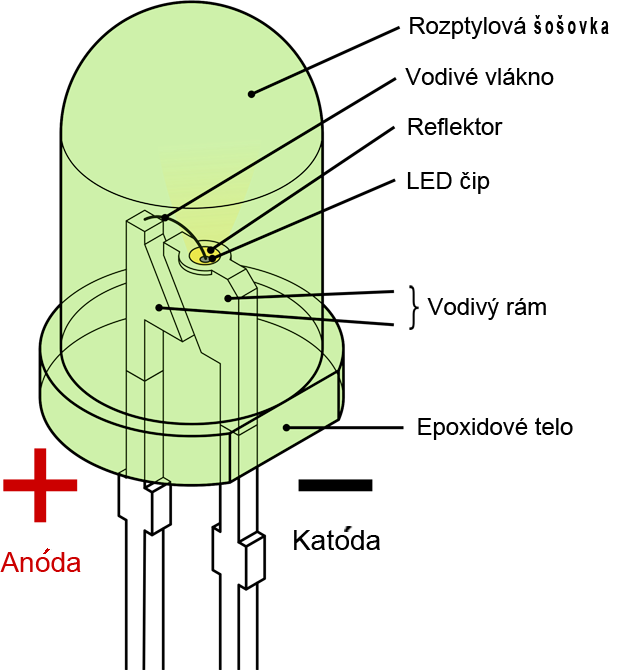 Rozptylová šošovka
Vodivé vlákno
Reflektor
LED čip
Vodivý rám
Epoxidové telo
Katóda
Anóda